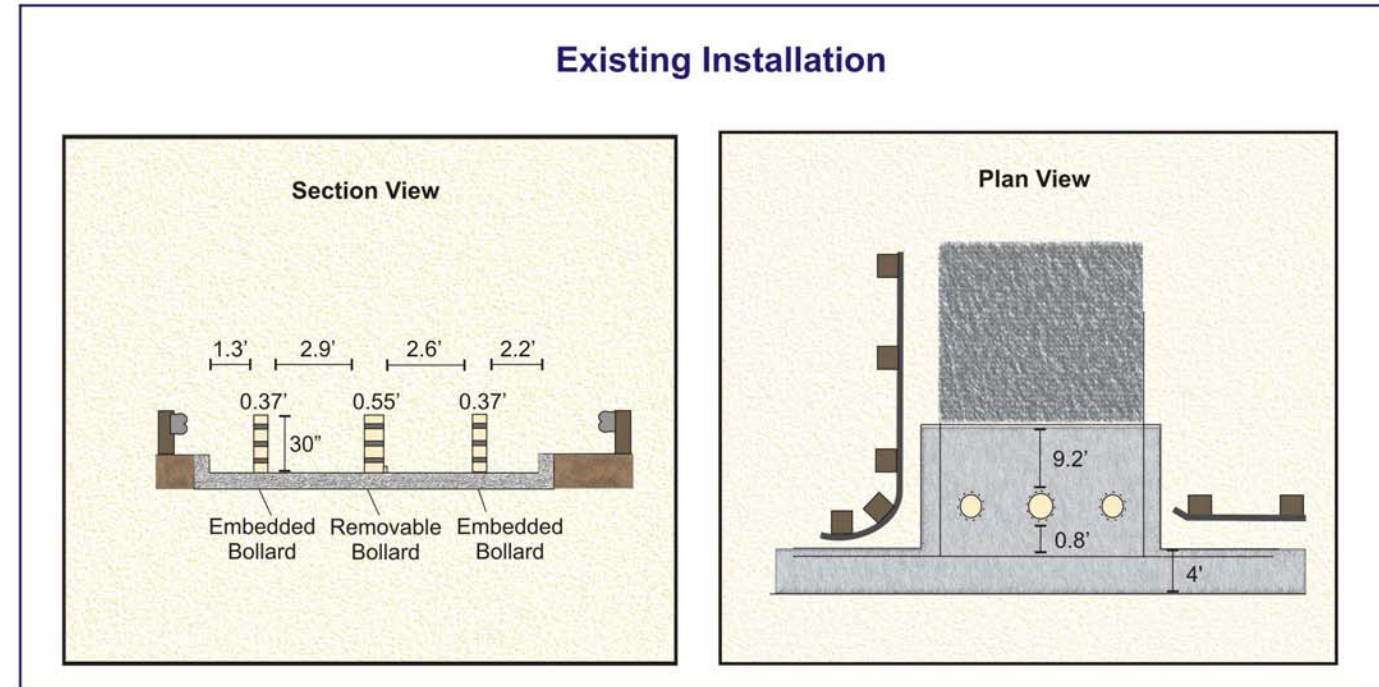 Existing Installation
Section View
1.3’ 2.9’ 2.6’ 2.2’
0.37’ 0.55’ 0.37’
30”
Embedded Removable Embedded
Bollard Bollard Bollard
Plan View
9.2’
0.8’
4'